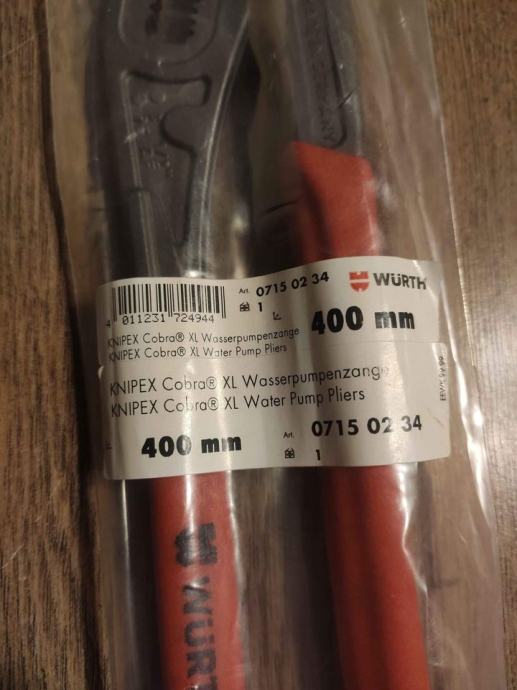 Art. 0715 02 34 WÜRTH
1
4 011231 724944
400 mm
KNIPEX Cobra® XL Wasserpumpenzange
KNIPEX Cobra® XL Water Pump Pliers
KNIPEX Cobra® XL Wasserpumpenzange
KNIPEX Cobra® XL Water Pump Pliers
400 mm
Art. 0715 02 34
1
WÜRT